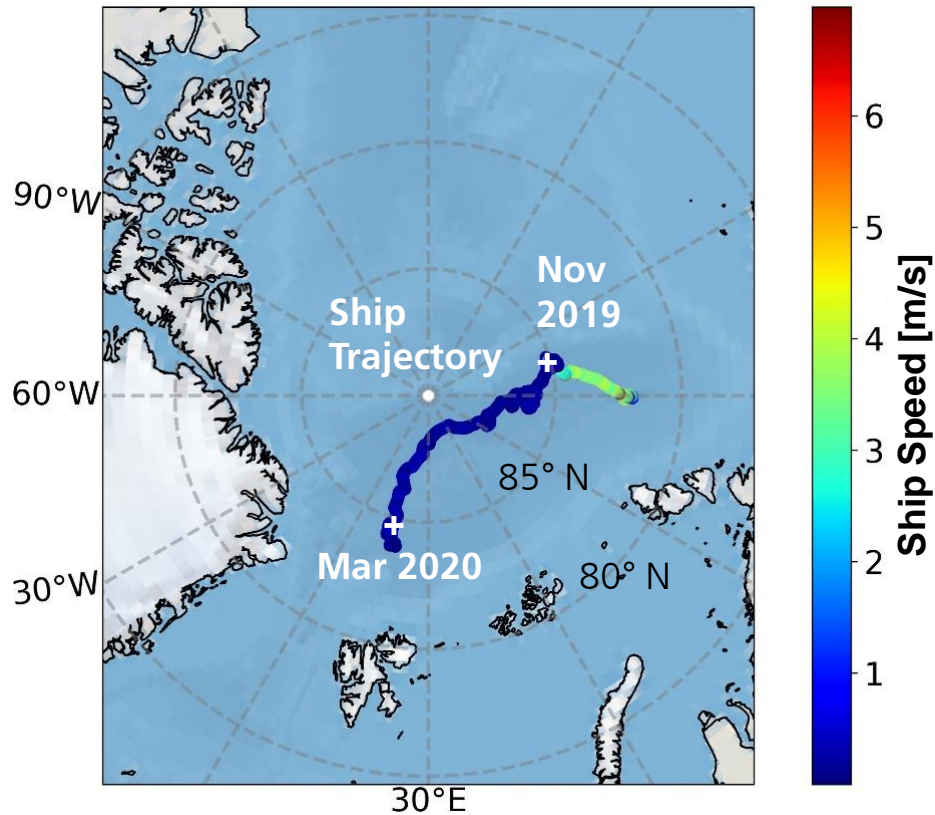 90°W
60°W
30°W
30°E
Ship
Trajectory
Nov
2019
Mar 2020
85° N
80° N
6
5
4
3
2
1
Ship Speed [m/s]